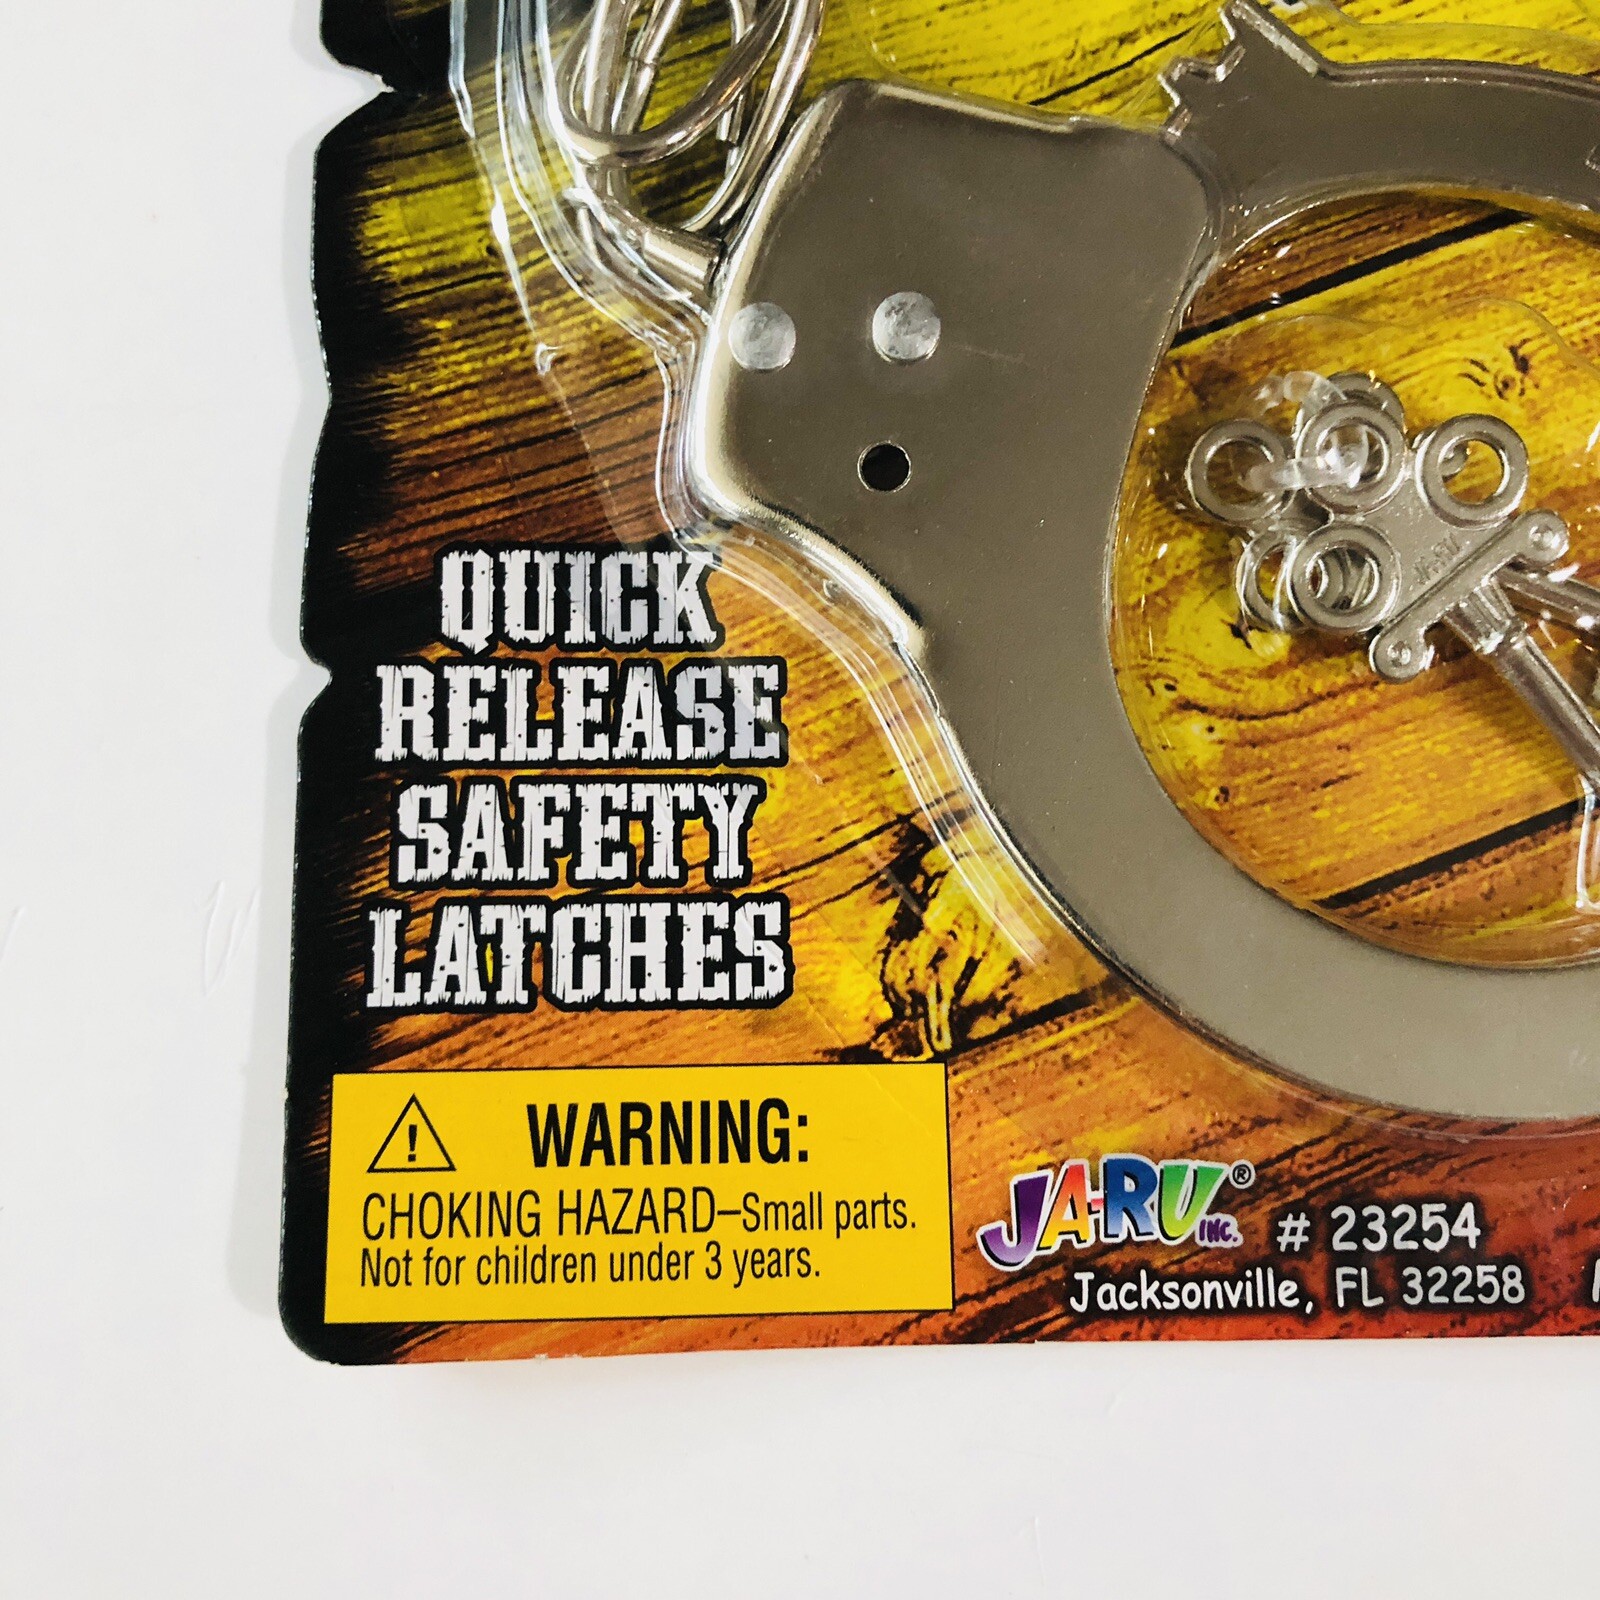 QUICK
RELEASE
SAFETY
LATCHES
! WARNING:
CHOKING HAZARD–Small parts.
Not for children under 3 years.
JA-RU® INC. # 23254
Jacksonville, FL 32258